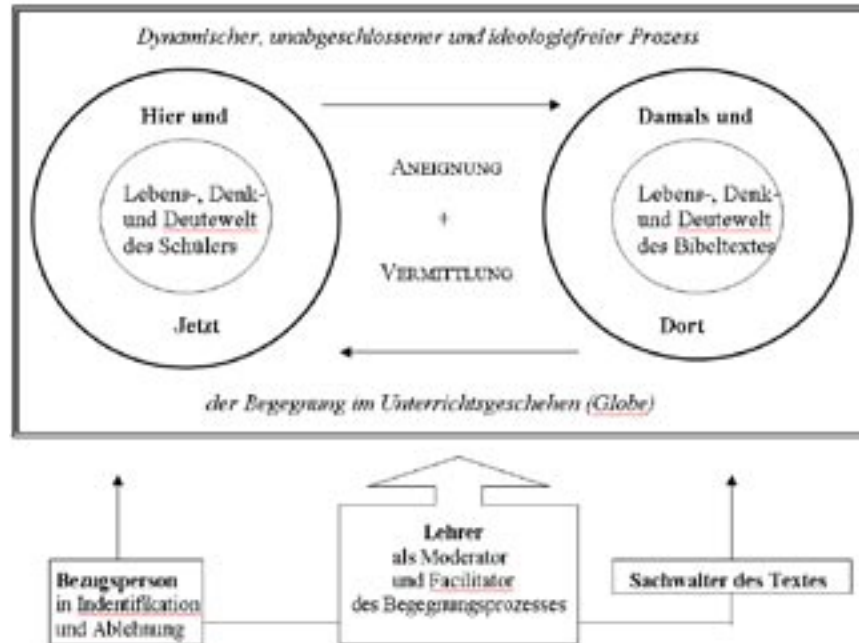 Dynamischer, unabgeschlossener und ideologiefreier Prozess
Hier und
Lebens-, Denk-
und Deutewelt
des Schülers
Jetzt
ANEIGNUNG
+
VERMITTLUNG
Damals und
Lebens-, Denk-
und Deutewelt
des Bibeltextes
Dort
der Begegnung im Unterrichtsgeschehen (Globe)
Bezugsperson
in Indentifikation
und Ablehnung
Lehrer
als Moderator
und Facilitator
des Begegnungsprozesses
Sachwalter des Textes